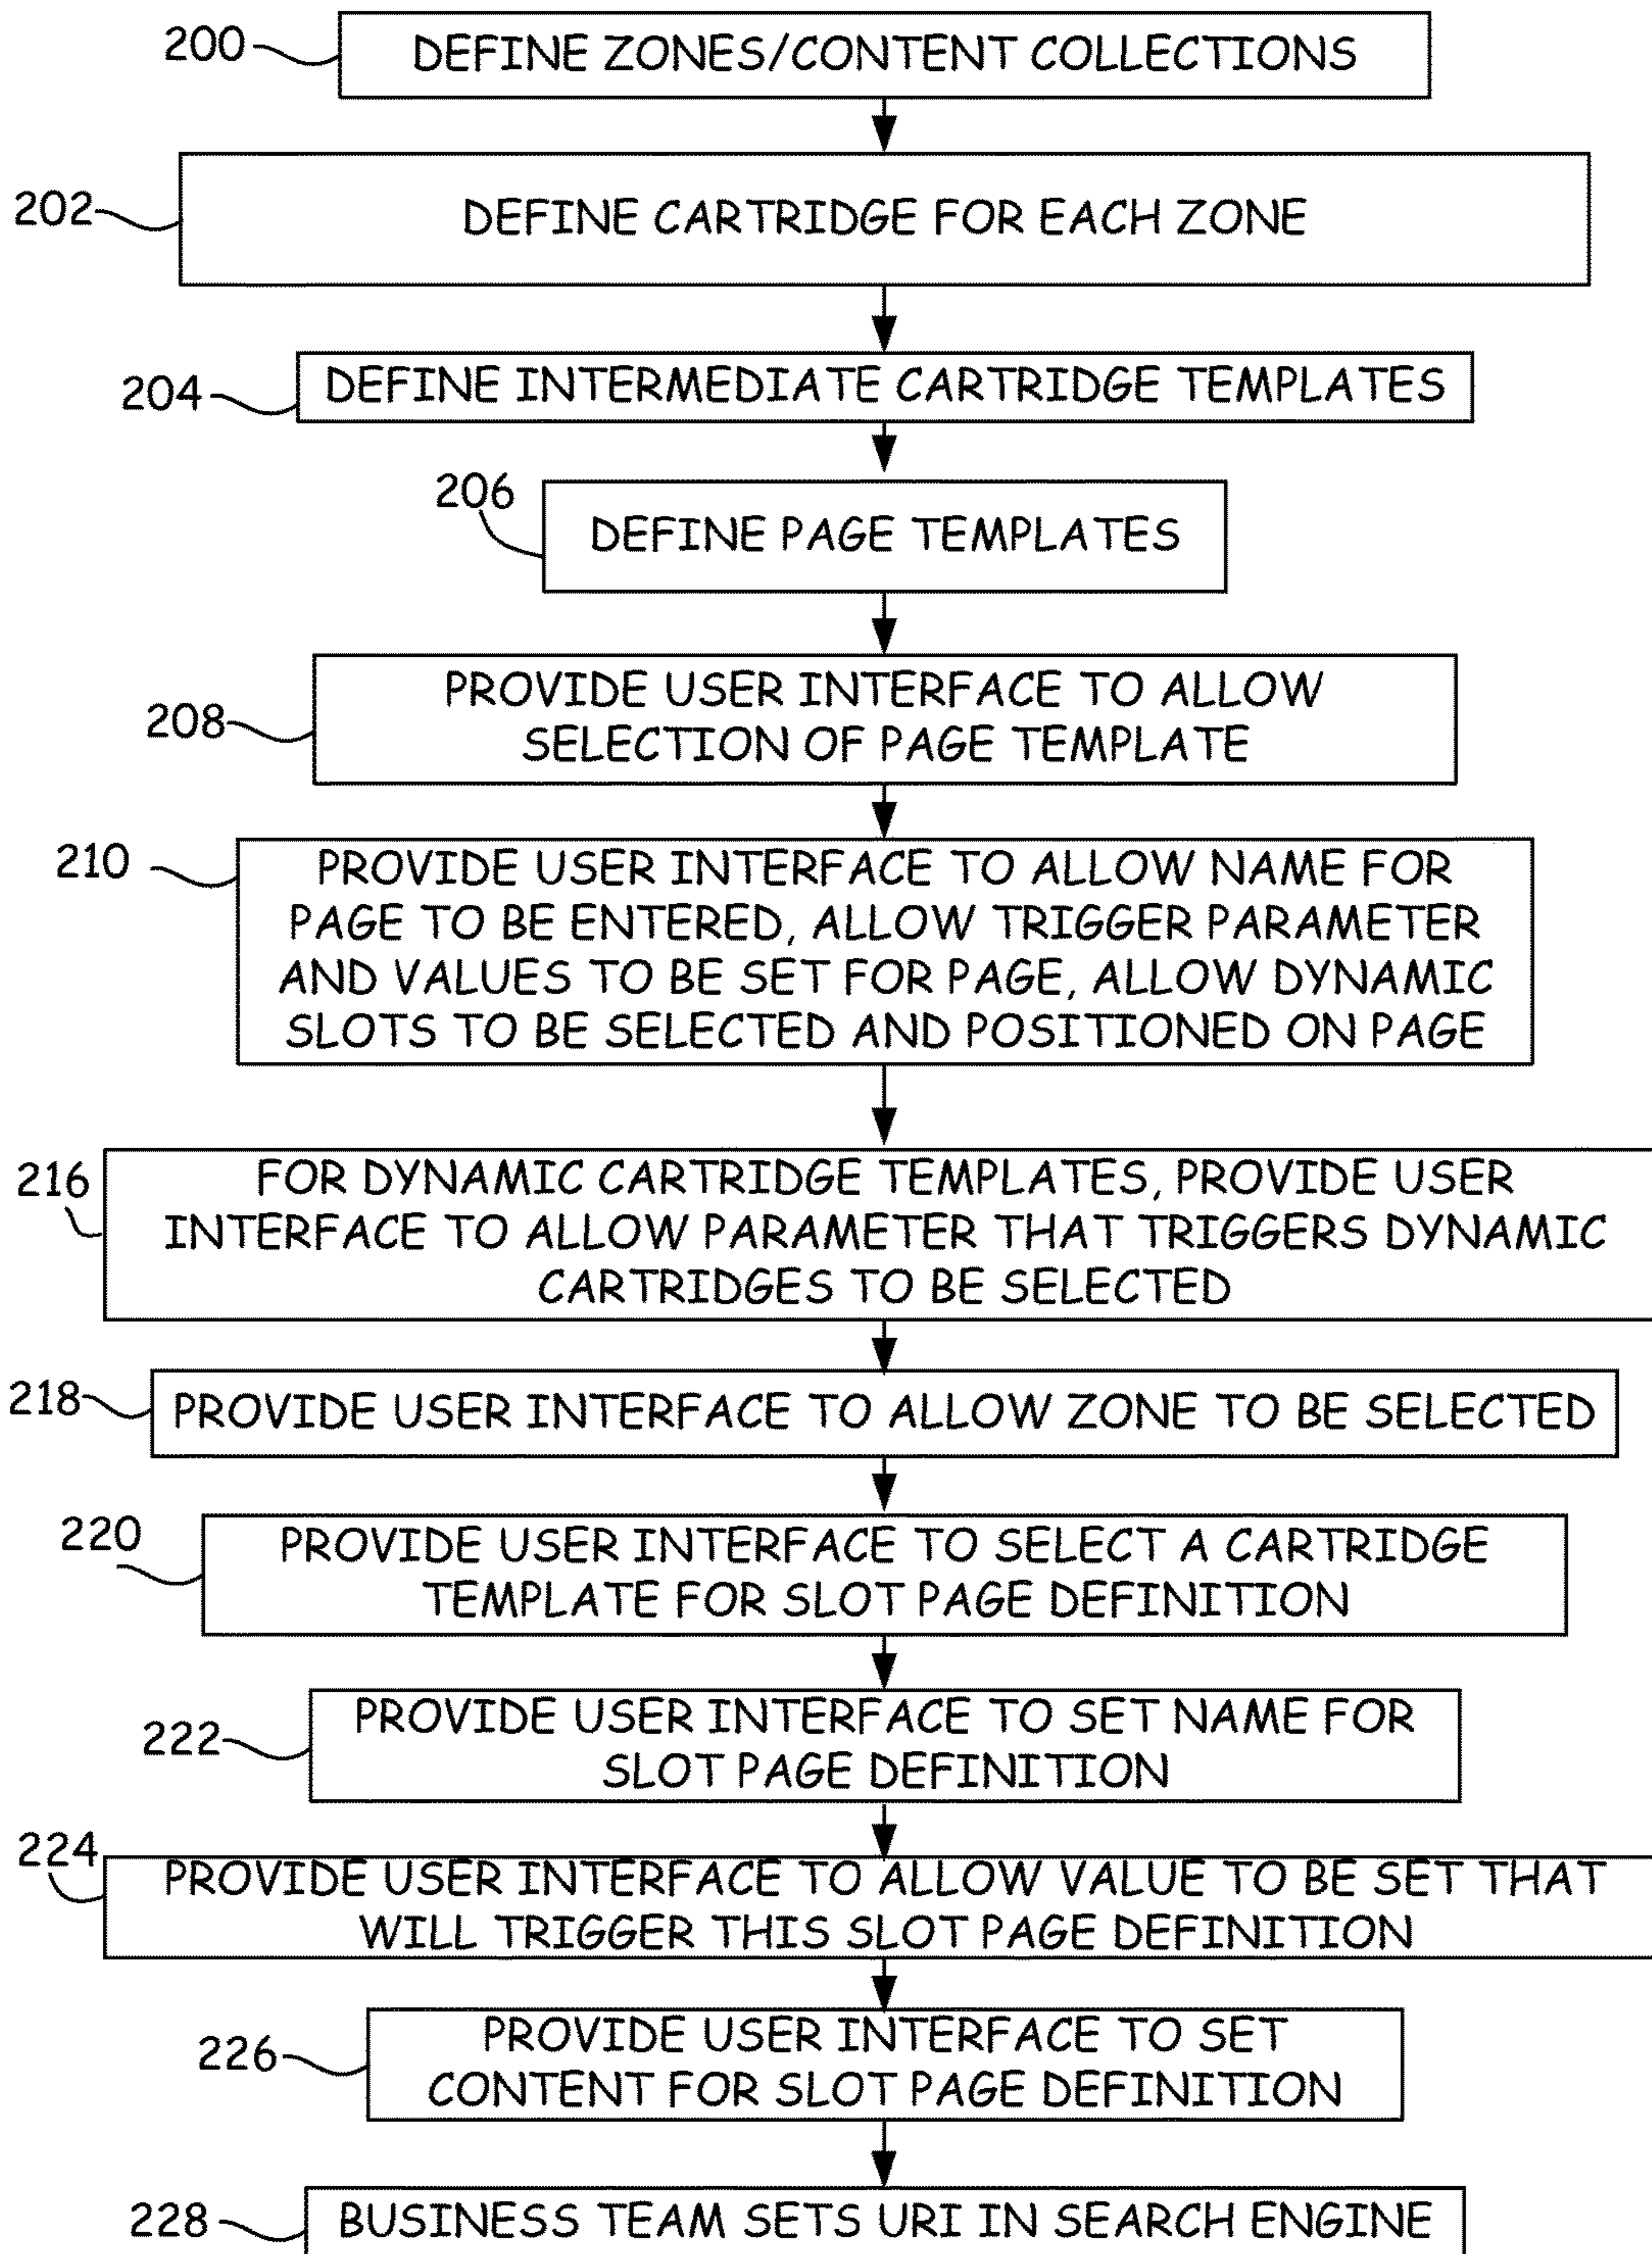 200
DEFINE ZONES/CONTENT COLLECTIONS
202
DEFINE CARTRIDGE FOR EACH ZONE
204
DEFINE INTERMEDIATE CARTRIDGE TEMPLATES
206
DEFINE PAGE TEMPLATES
208
PROVIDE USER INTERFACE TO ALLOW
SELECTION OF PAGE TEMPLATE
210
PROVIDE USER INTERFACE TO ALLOW NAME FOR
PAGE TO BE ENTERED, ALLOW TRIGGER PARAMETER
AND VALUES TO BE SET FOR PAGE, ALLOW DYNAMIC
SLOTS TO BE SELECTED AND POSITIONED ON PAGE
216
FOR DYNAMIC CARTRIDGE TEMPLATES, PROVIDE USER
INTERFACE TO ALLOW PARAMETER THAT TRIGGERS DYNAMIC
CARTRIDGES TO BE SELECTED
218
PROVIDE USER INTERFACE TO ALLOW ZONE TO BE SELECTED
220
PROVIDE USER INTERFACE TO SELECT A CARTRIDGE
TEMPLATE FOR SLOT PAGE DEFINITION
222
PROVIDE USER INTERFACE TO SET NAME FOR
SLOT PAGE DEFINITION
224
PROVIDE USER INTERFACE TO ALLOW VALUE TO BE SET THAT
WILL TRIGGER THIS SLOT PAGE DEFINITION
226
PROVIDE USER INTERFACE TO SET
CONTENT FOR SLOT PAGE DEFINITION
228
BUSINESS TEAM SETS URI IN SEARCH ENGINE